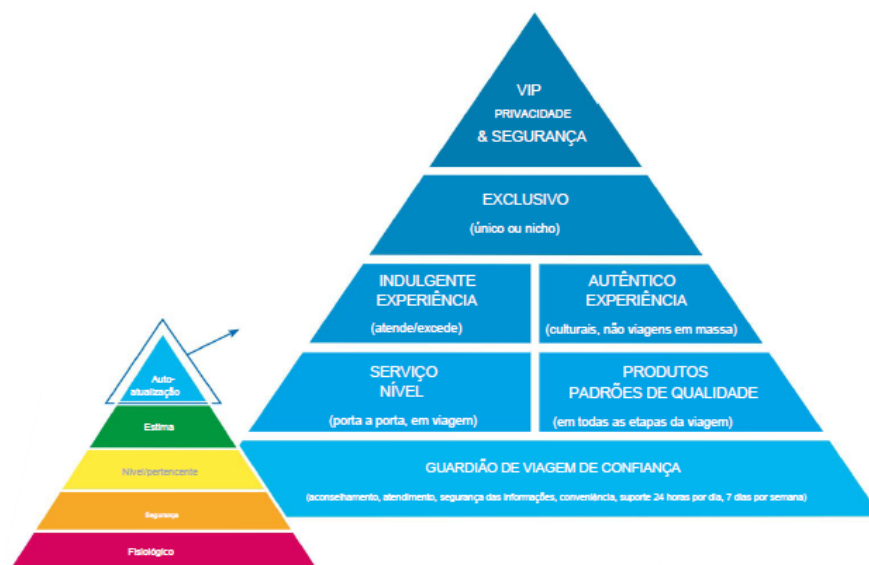 VIP
PRIVACIDADE
& SEGURANÇA
EXCLUSIVO
(único ou nicho)
INDULGENTE
EXPERIÊNCIA
(atende/excede)
AUTÊNTICO
EXPERIÊNCIA
(culturais, não viagens em massa)
SERVIÇO
NÍVEL
(porta a porta, em viagem)
PRODUTOS
PADRÕES DE QUALIDADE
(em todas as etapas da viagem)
GUARDIÃO DE VIAGEM DE CONFIANÇA
(aconselhamento, atendimento, segurança das informações, conveniência, suporte 24 horas por dia, 7 dias por semana)
Auto-
atualização
Estima
Nível/pertencente
Segurança
Fisiológico